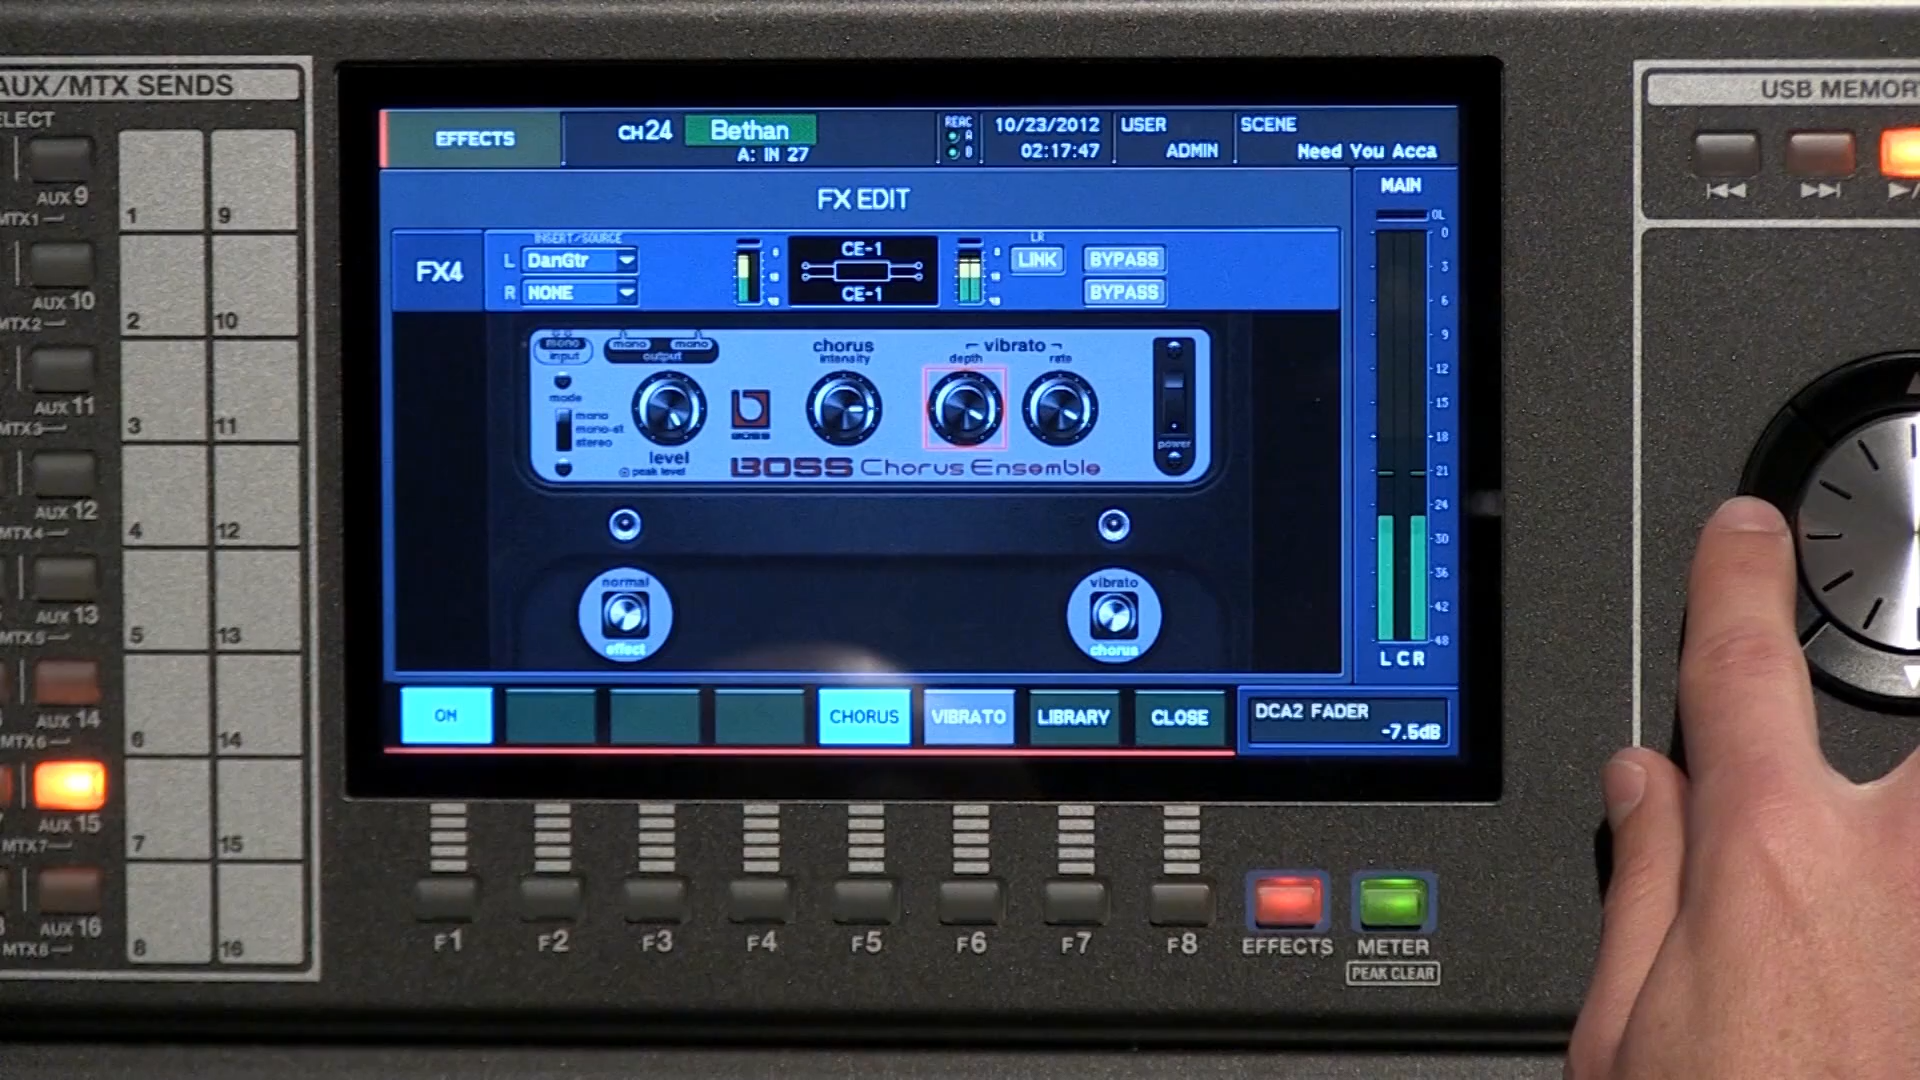 AUX/MTX SENDS
ELECT
AUX 9
MTX1
AUX 10
MTX2
AUX 11
MTX3
AUX 12
MTX4
AUX 13
MTX5
AUX 14
MTX6
AUX 15
MTX7
AUX 16
MTX8
1 9
2 10
3 11
4 12
5 13
6 14
7 15
8 16
EFFECTS
CH24 Bethan
A: IN 27
REAC
A
B
10/23/2012
02:17:47
USER
ADMIN
SCENE
Need You Acca
FX EDIT
FX4
INSERT/SOURCE
L DanGtr
R NONE
CE-1
CE-1
LR
LINK
BYPASS
BYPASS
mono
input
mono mono
output
mode
mono
mono-st
stereo
level
peak level
BOSS
chorus
intensity
vibrato
depth rate
power
BOSS Chorus Ensemble
normal
effect
vibrato
chorus
MAIN
OL
0
3
6
9
12
15
18
21
24
30
36
42
48
L C R
ON CHORUS VIBRATO LIBRARY CLOSE
DCA2 FADER
-7.5dB
F1 F2 F3 F4 F5 F6 F7 F8
EFFECTS
METER
PEAK CLEAR
USB MEMOR